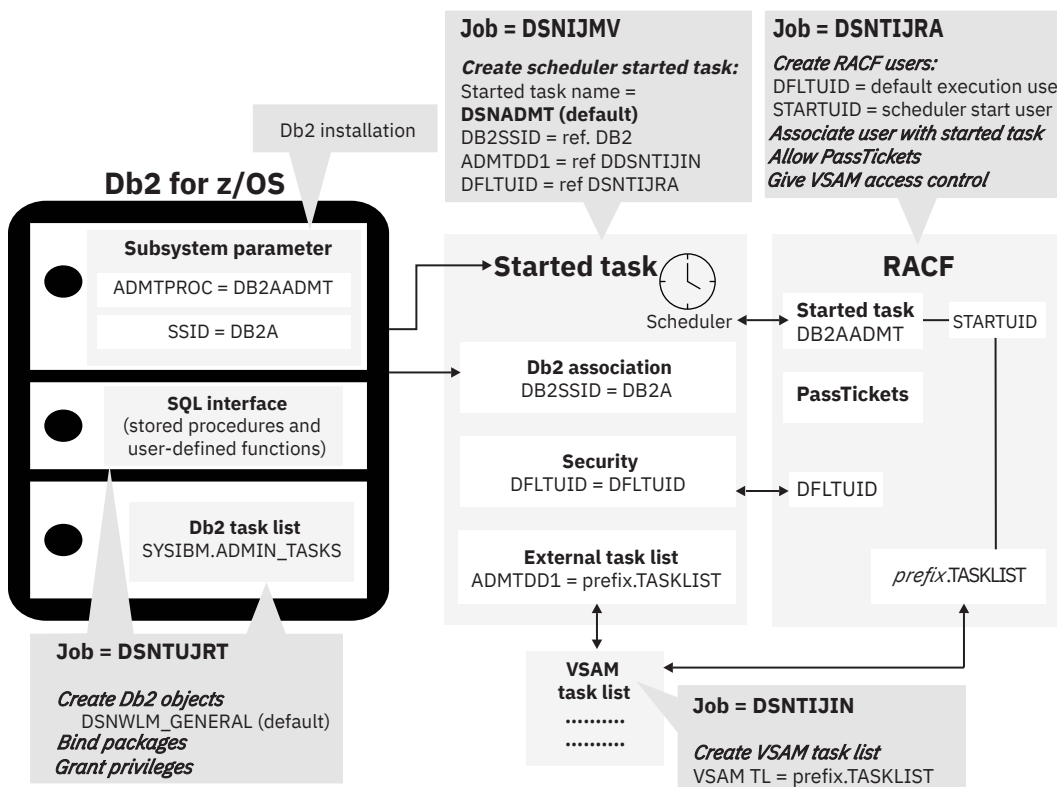 Job = DSNIJMV
Create scheduler started task:
Started task name =
DSNADMT (default)
DB2SSID = ref. DB2
ADMTDD1 = ref DDSNTIJIN
DFLTUID = ref DSNTIJRA
Job = DSNTIJRA
Create RACF users:
DFLTUID = default execution use
STARTUID = scheduler start user
Associate user with started task
Allow PassTickets
Give VSAM access control
Db2 installation
Db2 for z/OS
Subsystem parameter
ADMTPROC = DB2AADMT
SSID = DB2A
SQL interface
(stored procedures and
user-defined functions)
Db2 task list
SYSIBM.ADMIN_TASKS
Started task
Scheduler
Db2 association
DB2SSID = DB2A
Security
DFLTUID = DFLTUID
External task list
ADMTDD1 = prefix.TASKLIST
RACF
Started task
DB2AADMT
STARTUID
PassTickets
DFLTUID
prefix.TASKLIST
Job = DSNTUJRT
Create Db2 objects
DSNWLM_GENERAL (default)
Bind packages
Grant privileges
VSAM
task list
..........
..........
Job = DSNTIJIN
Create VSAM task list
VSAM TL = prefix.TASKLIST